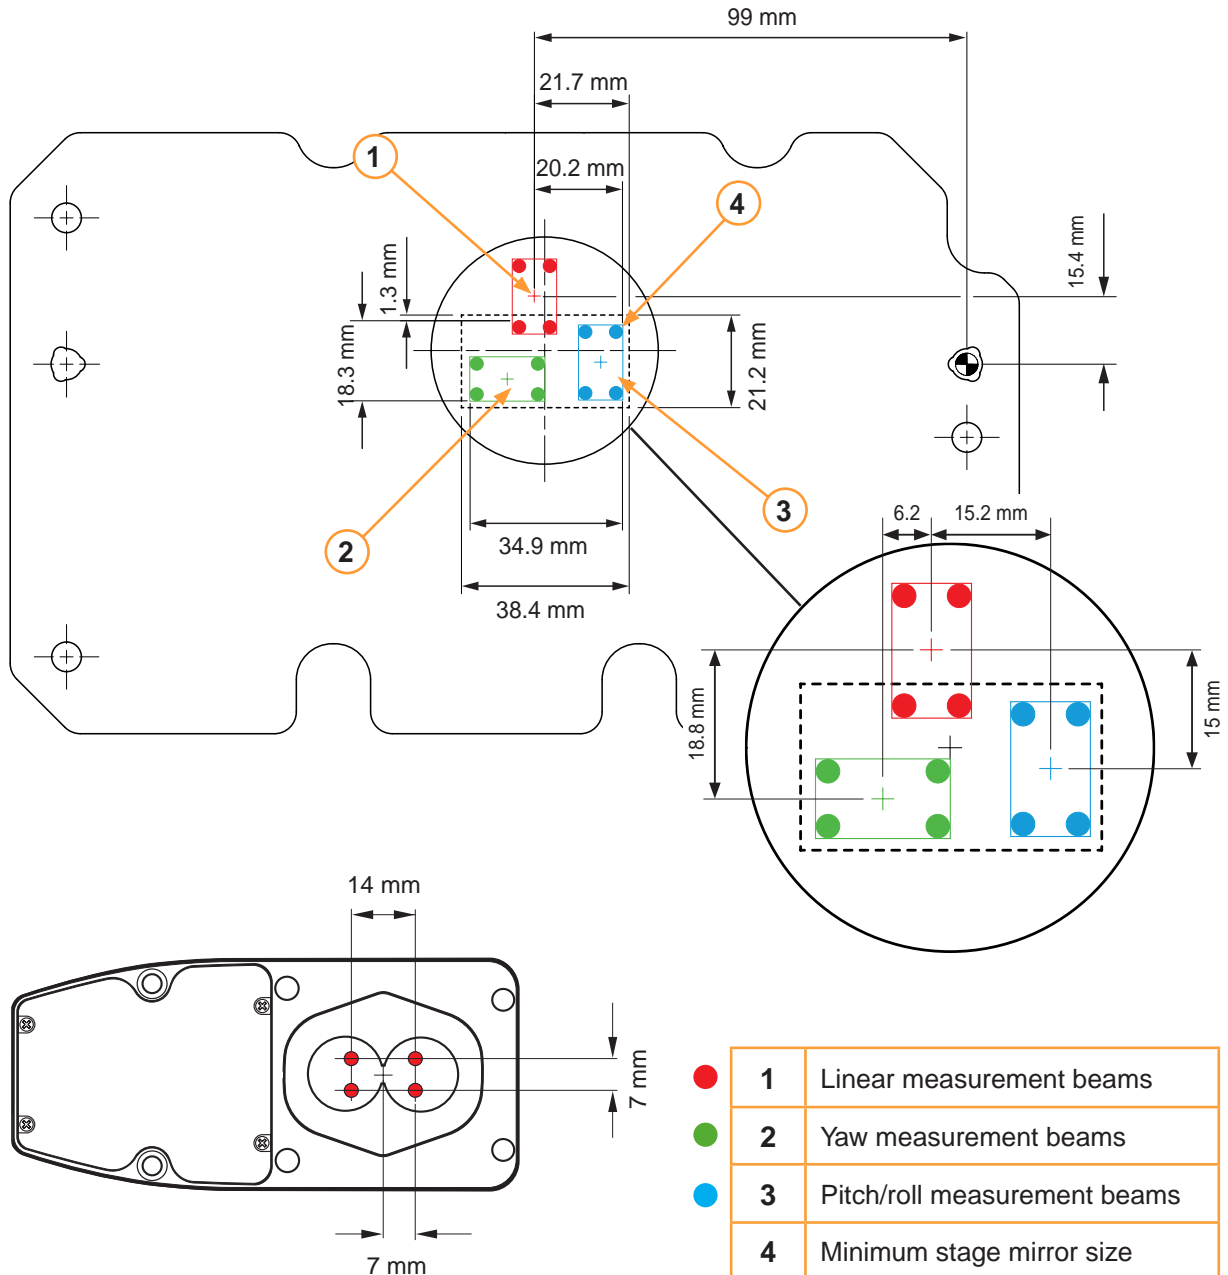 99 mm
21.7 mm
1
20.2 mm
4
15.4 mm
1.3 mm
18.3 mm
21.2 mm
2
34.9 mm
3
38.4 mm
6.2
15.2 mm
18.8 mm
15 mm
14 mm
7 mm
7 mm
1 Linear measurement beams
2 Yaw measurement beams
3 Pitch/roll measurement beams
4 Minimum stage mirror size